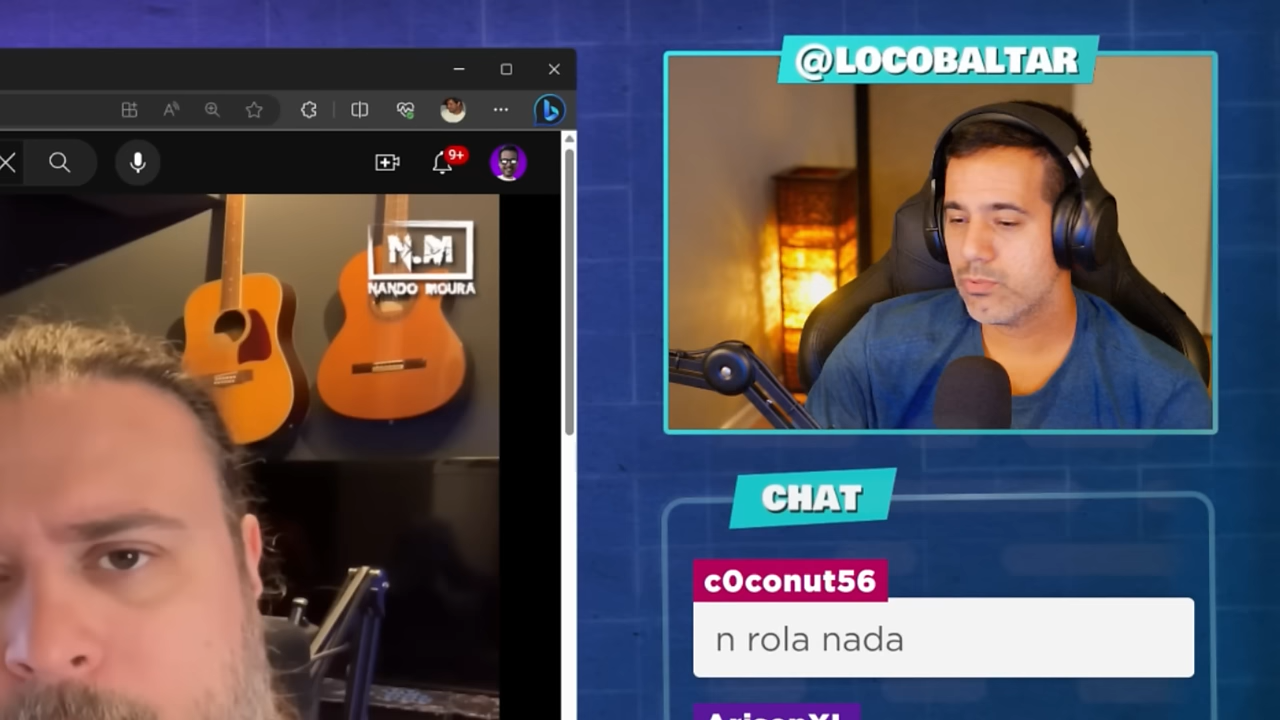 @LOCOBALTAR
9+
N.M
NANDO MOURA
CHAT
c0conut56
n rola nada